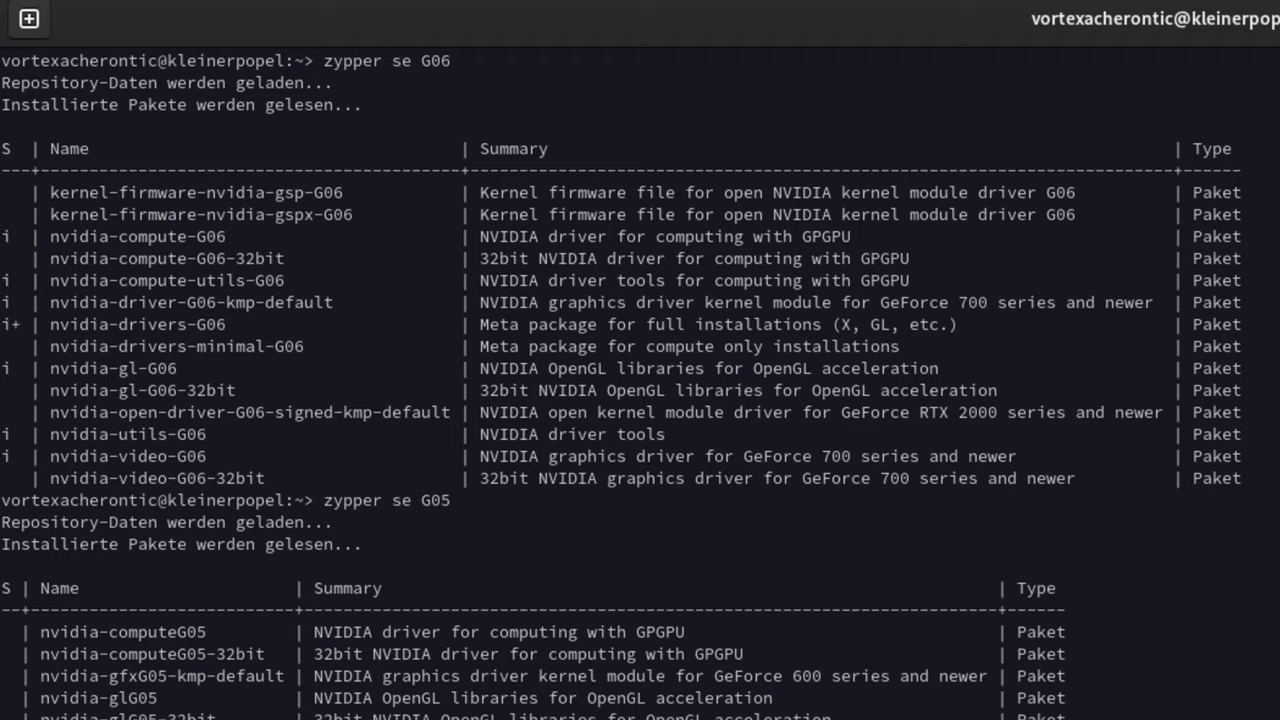 vortexacherontic@kleinerpop
vortexacherontic@kleinerpopel:~> zypper se G06
Repository-Daten werden geladen...
Installierte Pakete werden gelesen...
S | Name | Summary | Type
---+-------------------------------------------+-------------------------------------------------------------------------+------
| kernel-firmware-nvidia-gsp-G06 | Kernel firmware file for open NVIDIA kernel module driver G06 | Paket
| kernel-firmware-nvidia-gspx-G06 | Kernel firmware file for open NVIDIA kernel module driver G06 | Paket
i | nvidia-compute-G06 | NVIDIA driver for computing with GPGPU | Paket
| nvidia-compute-G06-32bit | 32bit NVIDIA driver for computing with GPGPU | Paket
i | nvidia-compute-utils-G06 | NVIDIA driver tools for computing with GPGPU | Paket
i | nvidia-driver-G06-kmp-default | NVIDIA graphics driver kernel module for GeForce 700 series and newer | Paket
i+ | nvidia-drivers-G06 | Meta package for full installations (X, GL, etc.) | Paket
| nvidia-drivers-minimal-G06 | Meta package for compute only installations | Paket
i | nvidia-gl-G06 | NVIDIA OpenGL libraries for OpenGL acceleration | Paket
| nvidia-gl-G06-32bit | 32bit NVIDIA OpenGL libraries for OpenGL acceleration | Paket
| nvidia-open-driver-G06-signed-kmp-default | NVIDIA open kernel module driver for GeForce RTX 2000 series and newer | Paket
i | nvidia-utils-G06 | NVIDIA driver tools | Paket
i | nvidia-video-G06 | NVIDIA graphics driver for GeForce 700 series and newer | Paket
| nvidia-video-G06-32bit | 32bit NVIDIA graphics driver for GeForce 700 series and newer | Paket
vortexacherontic@kleinerpopel:~> zypper se G05
Repository-Daten werden geladen...
Installierte Pakete werden gelesen...
S | Name | Summary | Type
--+---------------------------+-----------------------------------------------------------------------+------
| nvidia-computeG05 | NVIDIA driver for computing with GPGPU | Paket
| nvidia-computeG05-32bit | 32bit NVIDIA driver for computing with GPGPU | Paket
| nvidia-gfxG05-kmp-default | NVIDIA graphics driver kernel module for GeForce 600 series and newer | Paket
| nvidia-glG05 | NVIDIA OpenGL libraries for OpenGL acceleration | Paket
| nvidia-glG05-32bit | 32bit NVIDIA OpenGL libraries for OpenGL acceleration | Paket